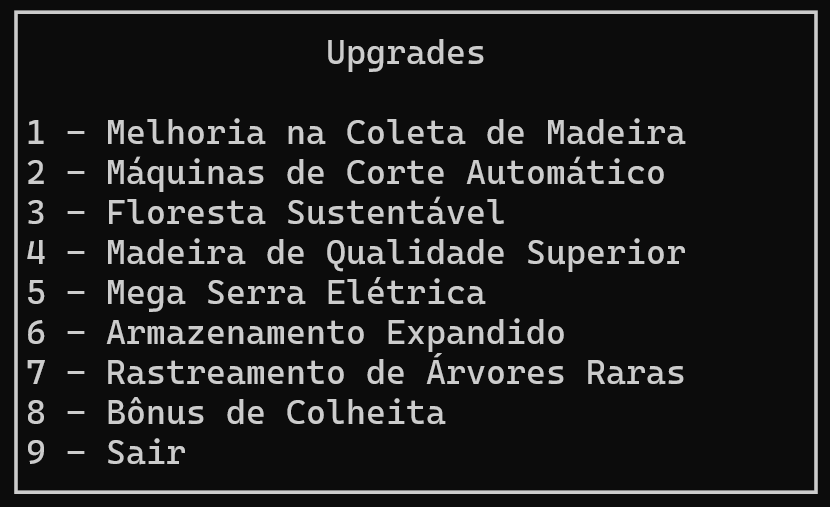 Upgrades
1 - Melhoria na Coleta de Madeira
2 - Máquinas de Corte Automático
3 - Floresta Sustentável
4 - Madeira de Qualidade Superior
5 - Mega Serra Elétrica
6 - Armazenamento Expandido
7 - Rastreamento de Árvores Raras
8 - Bônus de Colheita
9 - Sair